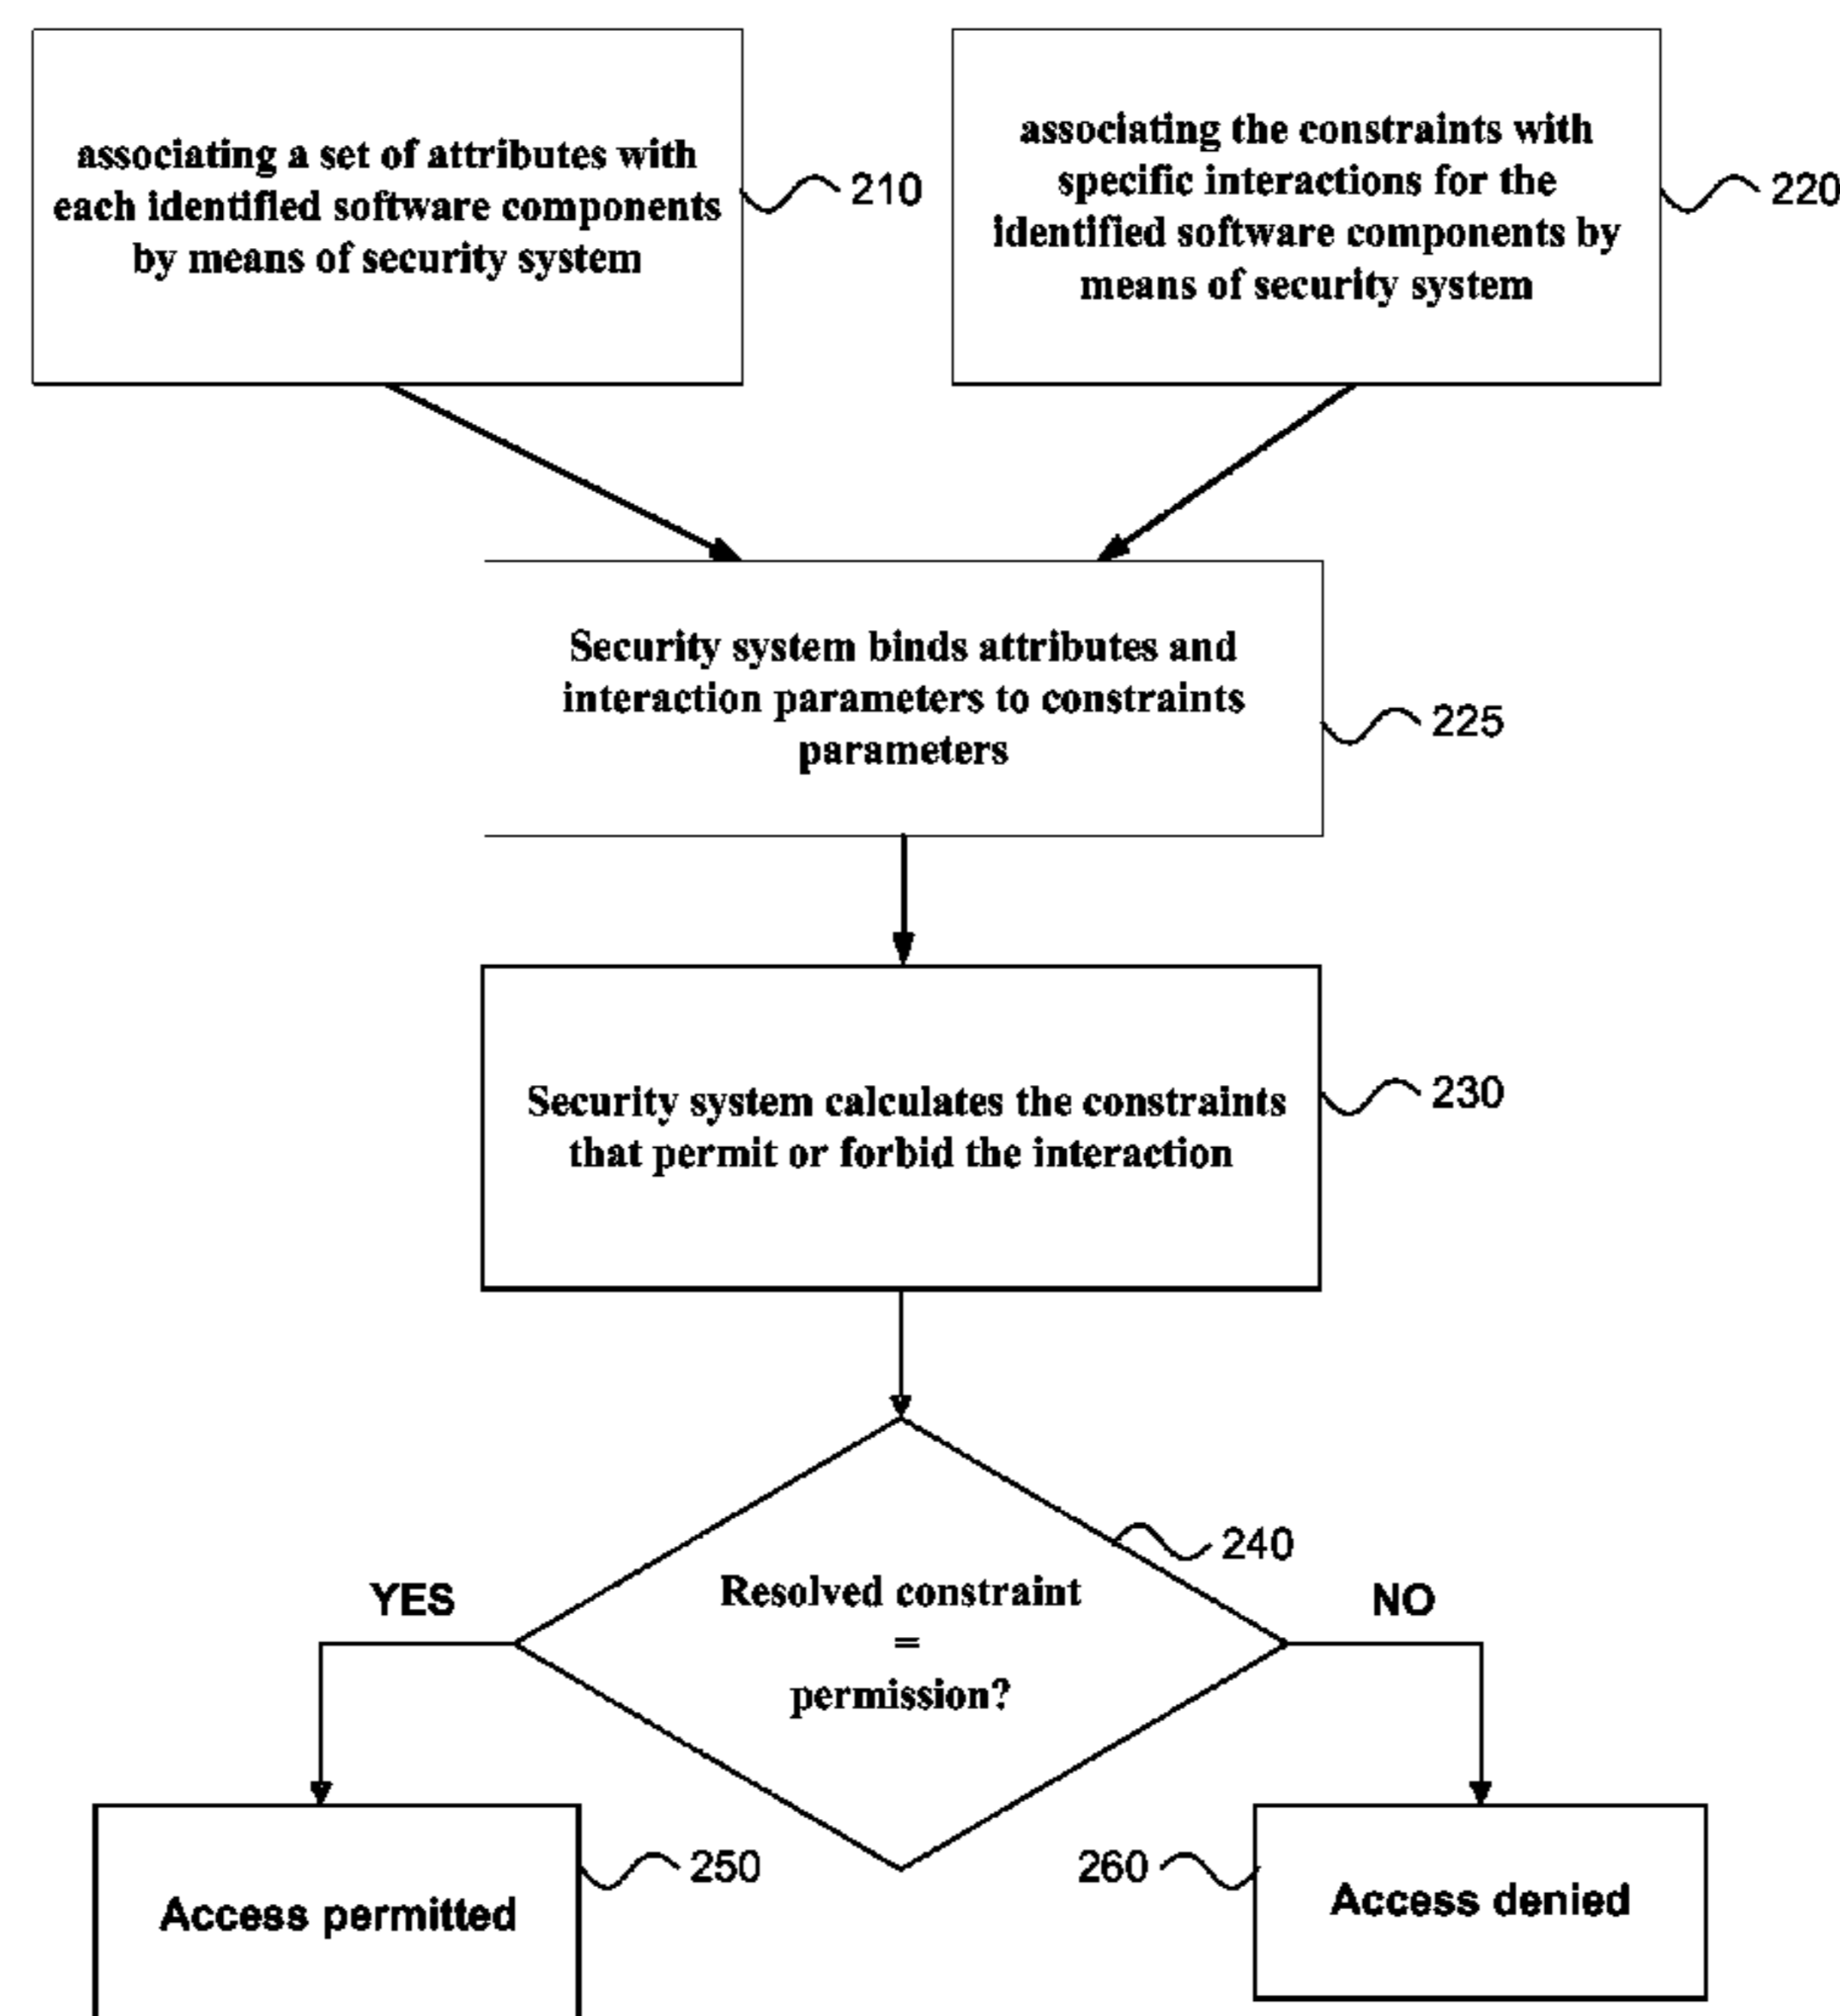 associating a set of attributes with
each identified software components
by means of security system
210
associating the constraints with
specific interactions for the
identified software components by
means of security system
220
Security system binds attributes and
interaction parameters to constraints
parameters
225
Security system calculates the constraints
that permit or forbid the interaction
230
Resolved constraint
=
permission?
240
YES
NO
Access permitted
250
260
Access denied